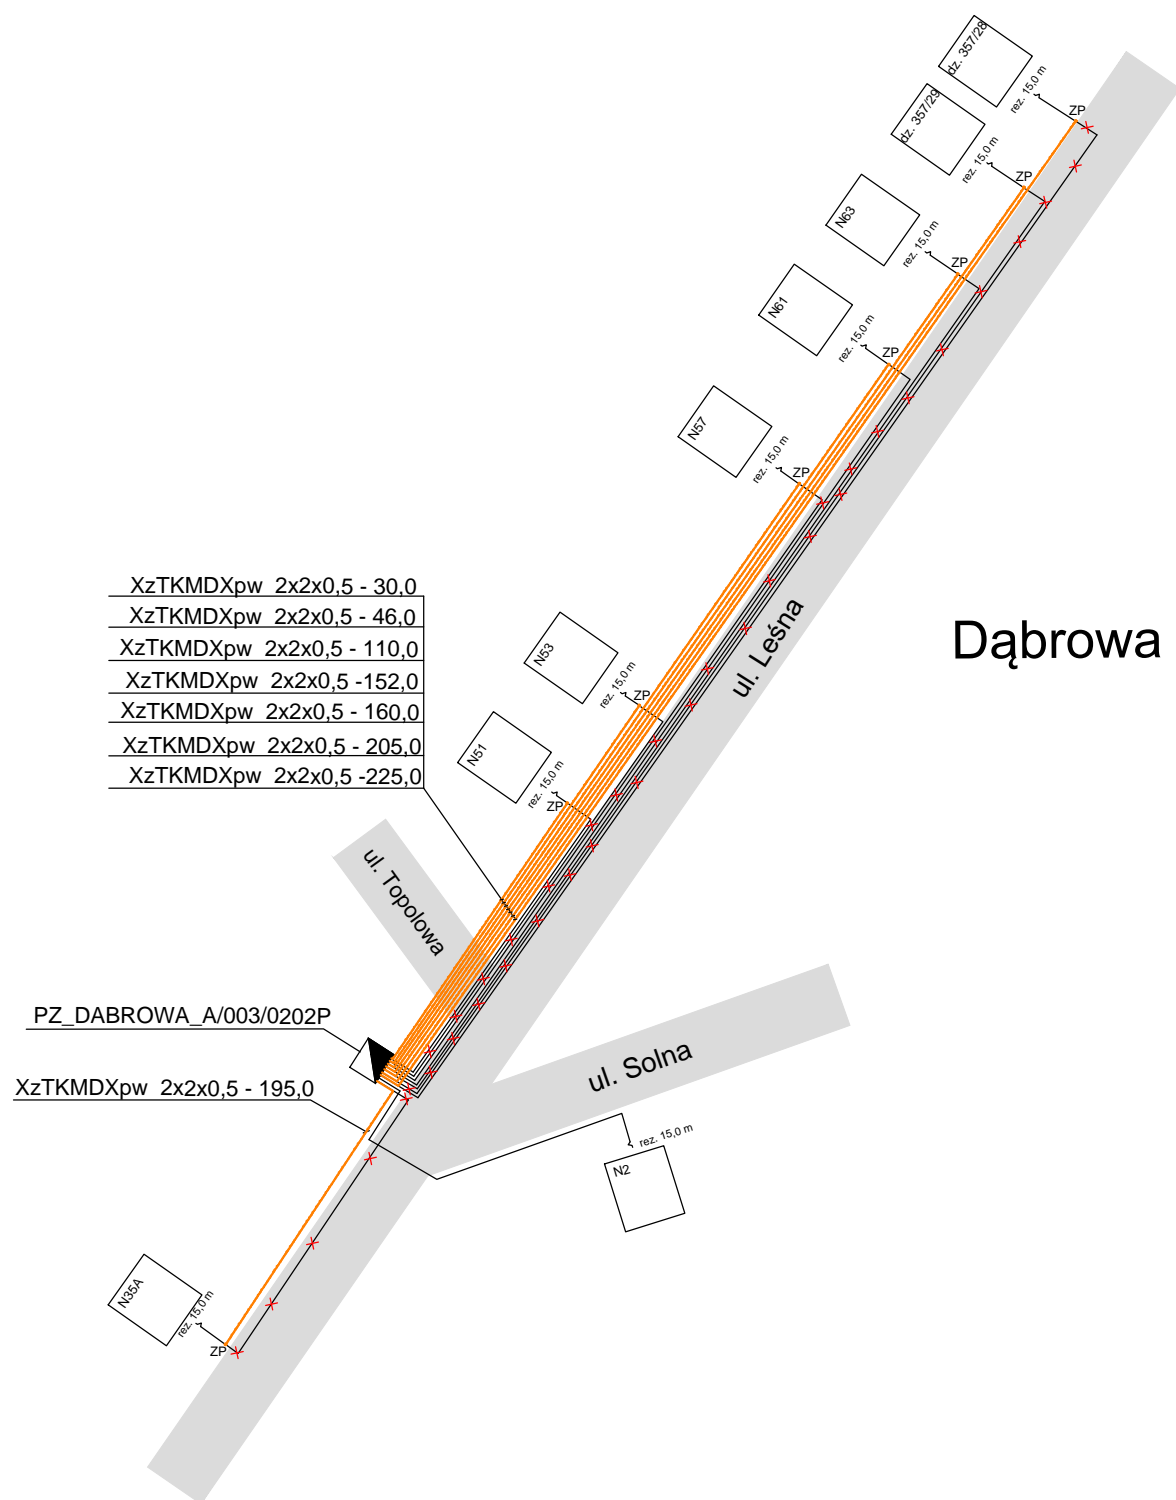 dz. 357/28
rez. 15,0 m
ZP
dz. 357/29
rez. 15,0 m
ZP
N63
rez. 15,0 m
ZP
N61
rez. 15,0 m
ZP
N57
rez. 15,0 m
ZP
XzTKMDXpw 2x2x0,5 - 30,0
XzTKMDXpw 2x2x0,5 - 46,0
XzTKMDXpw 2x2x0,5 - 110,0
XzTKMDXpw 2x2x0,5 -152,0
XzTKMDXpw 2x2x0,5 - 160,0
XzTKMDXpw 2x2x0,5 - 205,0
XzTKMDXpw 2x2x0,5 -225,0
ul. Leśna
Dąbrowa
N53
rez. 15,0 m
ZP
N51
rez. 15,0 m
ZP
ul. Topolowa
PZ_DABROWA_A/003/0202P
XzTKMDXpw 2x2x0,5 - 195,0
ul. Solna
rez. 15,0 m
N2
N35A
rez. 15,0 m
ZP